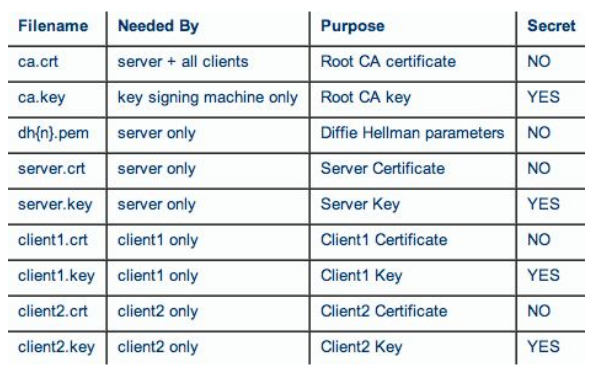 Filename Needed By Purpose Secret
ca.crt server + all clients Root CA certificate NO
ca.key key signing machine only Root CA key YES
dh{n}.pem server only Diffie Hellman parameters NO
server.crt server only Server Certificate NO
server.key server only Server Key YES
client1.crt client1 only Client1 Certificate NO
client1.key client1 only Client1 Key YES
client2.crt client2 only Client2 Certificate NO
client2.key client2 only Client2 Key YES